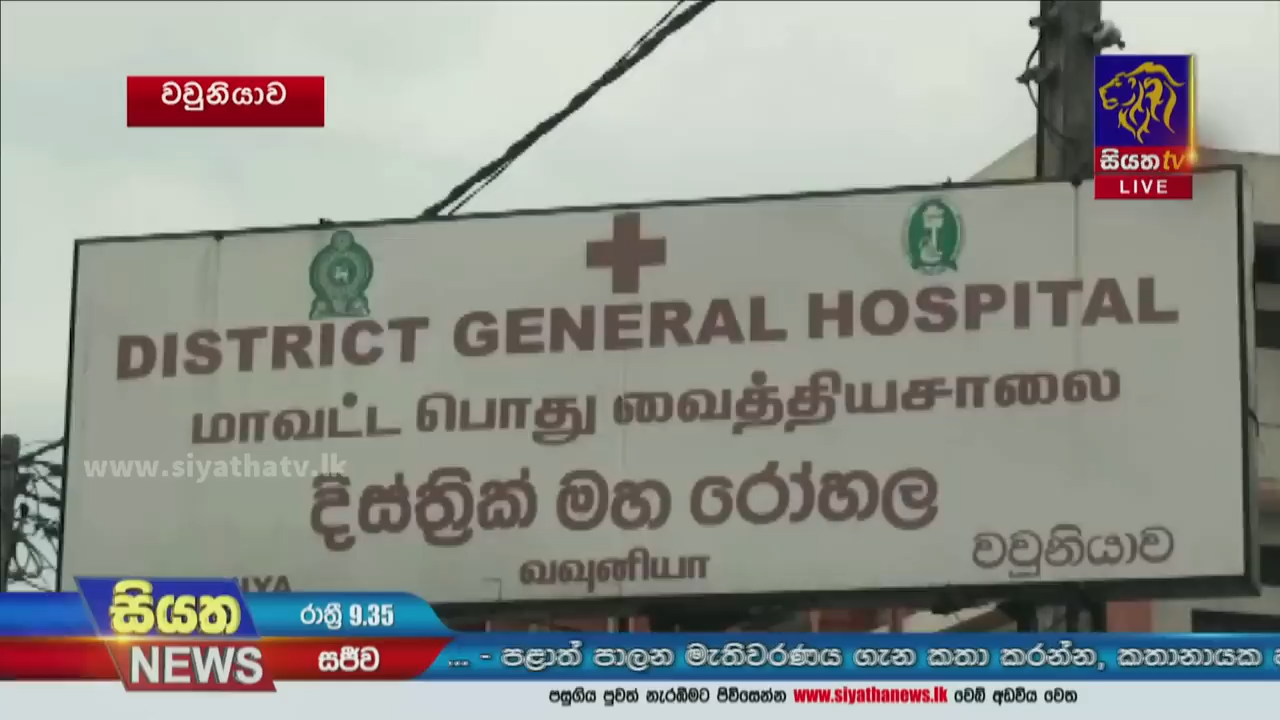 වවුනියාව
සියත tv
LIVE
DISTRICT GENERAL HOSPITAL
மாவட்ட பொது வைத்தியசாலை
www.siyathatv.lk
දිස්ත්‍රික් මහ රෝහල
வவுனியா
වවුනියාව
සියත
NEWS
රාත්‍රී 9.35
සජීව
... - පළාත් පාලන මැතිවරණය ගැන කතා කරන්න, කතානායක
පසුගිය පුවත් නැරඹීමට පිවිසෙන්න www.siyathanews.lk වෙබ් අඩවිය වෙත